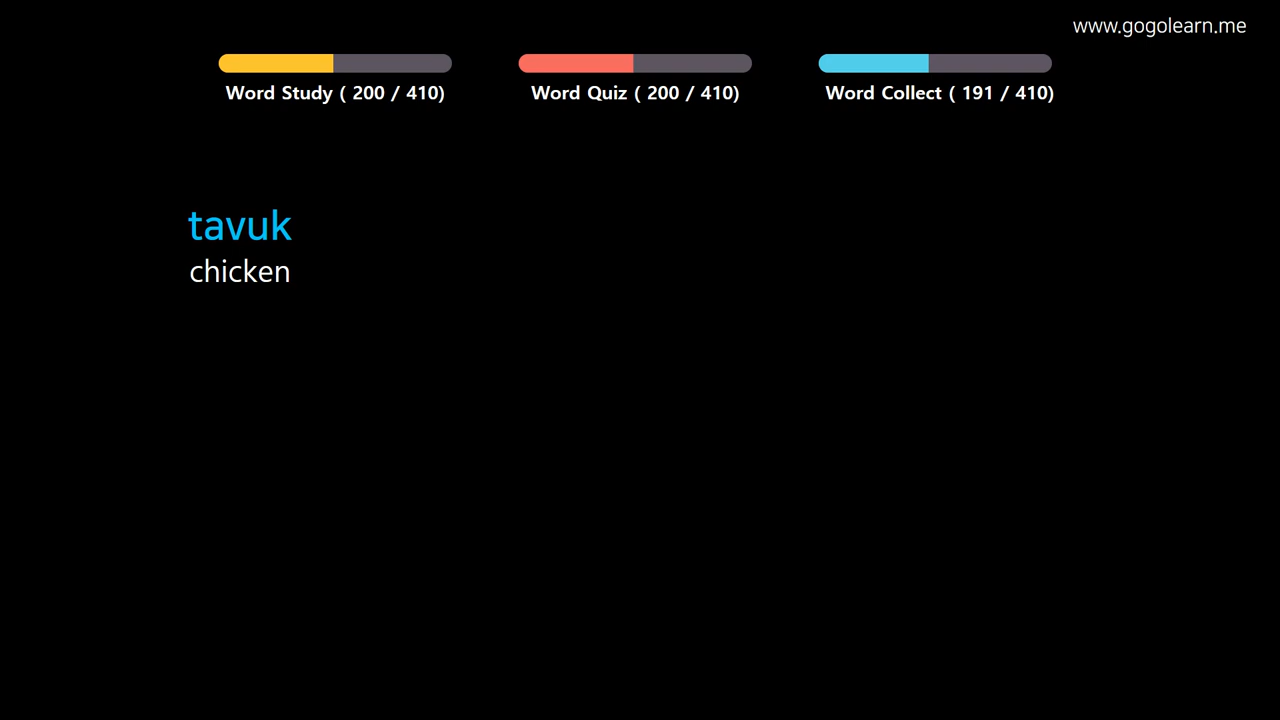 www.gogolearn.me
Word Study ( 200 / 410)
Word Quiz ( 200 / 410)
Word Collect ( 191 / 410)
tavuk
chicken